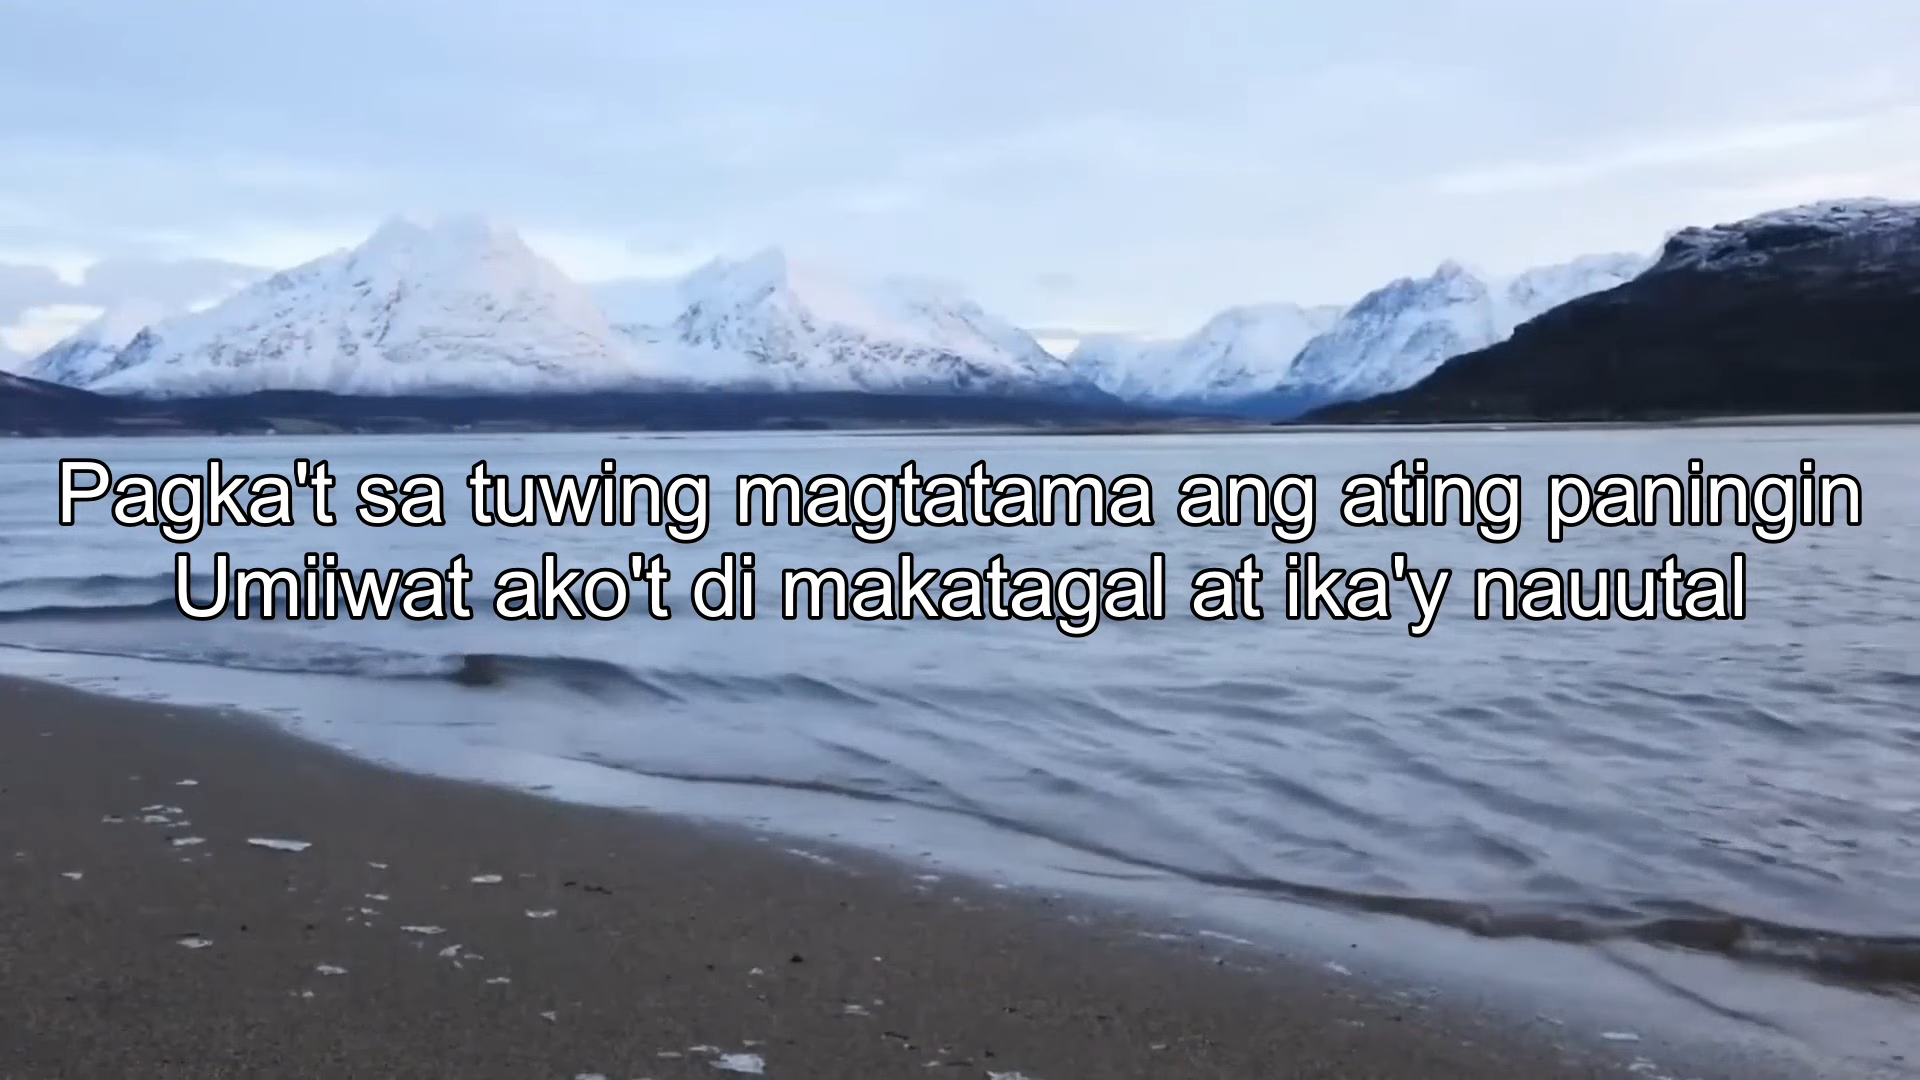 Pagka't sa tuwing magtatama ang ating paningin
Umiiwat ako't di makatagal at ika'y nauutal